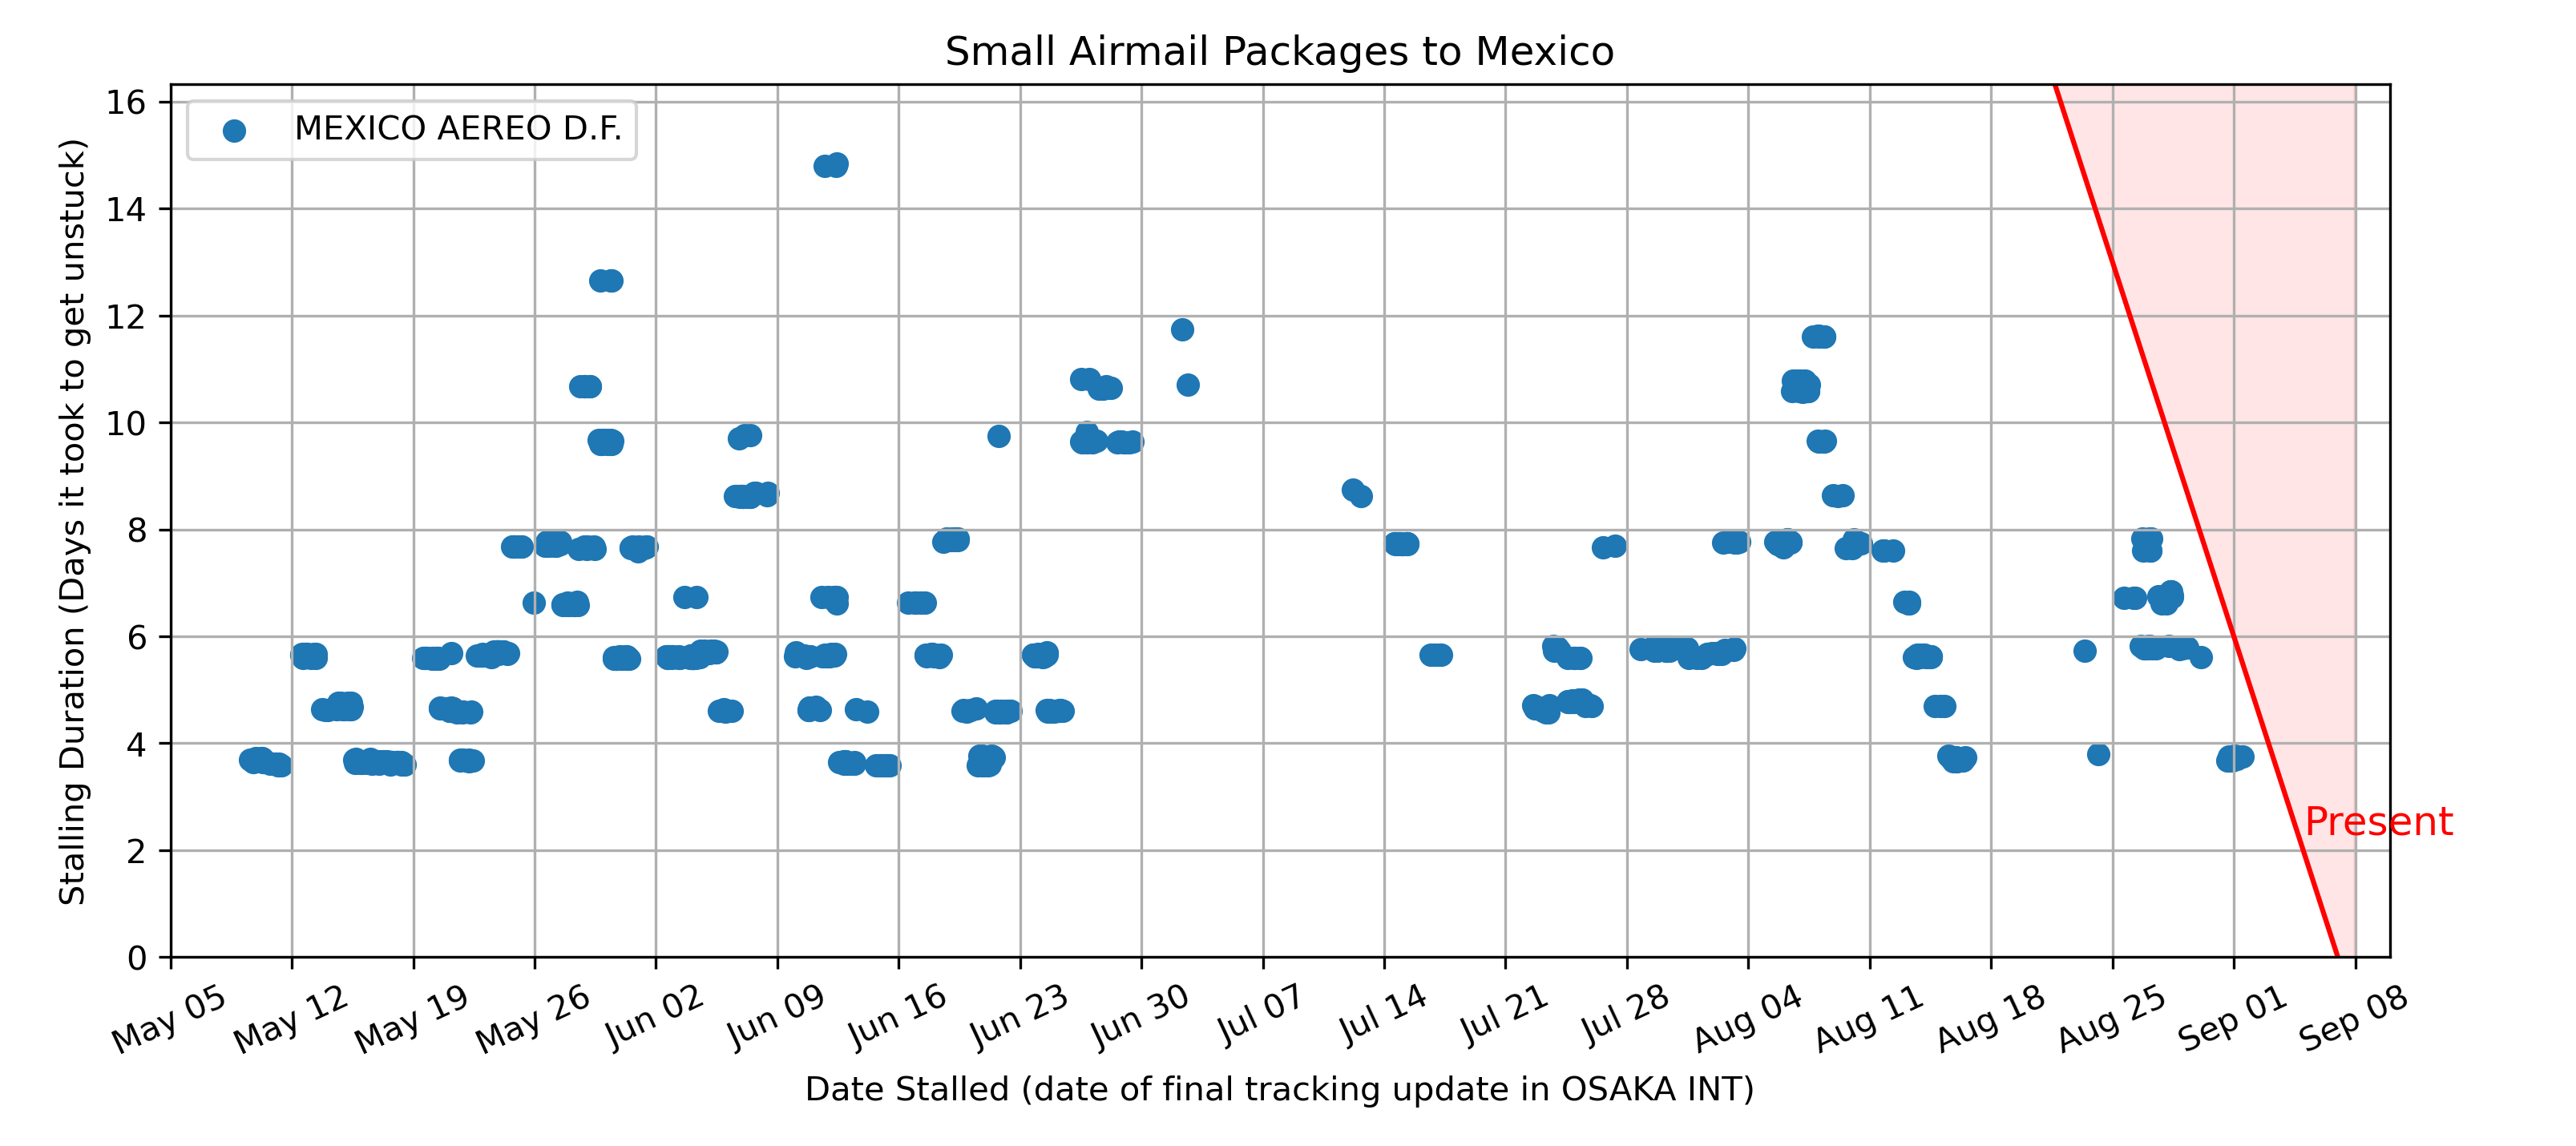 Small Airmail Packages to Mexico
MEXICO AEREO D.F.
Stalling Duration (Days it took to get unstuck)
16
14
12
10
8
6
4
2
0
Present
May 05
May 12
May 19
May 26
Jun 02
Jun 09
Jun 16
Jun 23
Jun 30
Jul 07
Jul 14
Jul 21
Jul 28
Aug 04
Aug 11
Aug 18
Aug 25
Sep 01
Sep 08
Date Stalled (date of final tracking update in OSAKA INT)